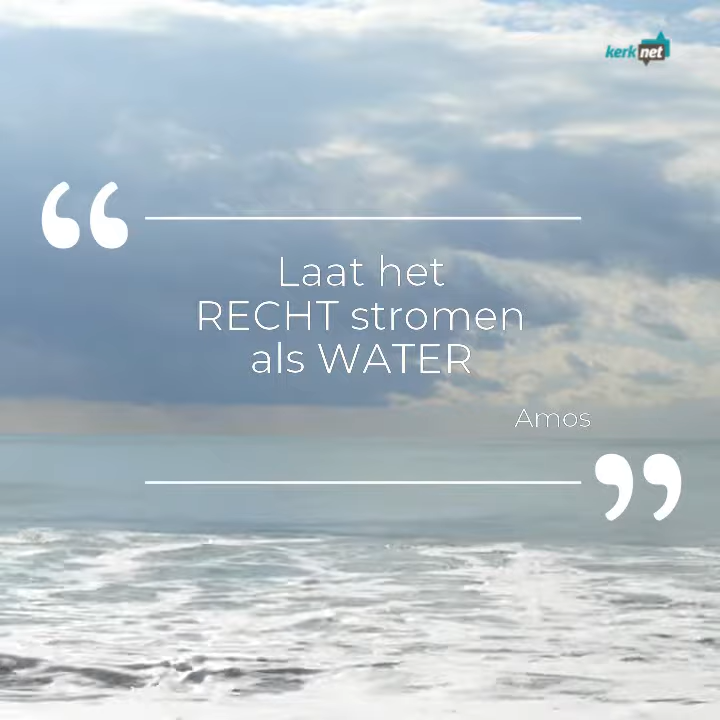 kerknet
“
Laat het
RECHT stromen
als WATER
Amos
”